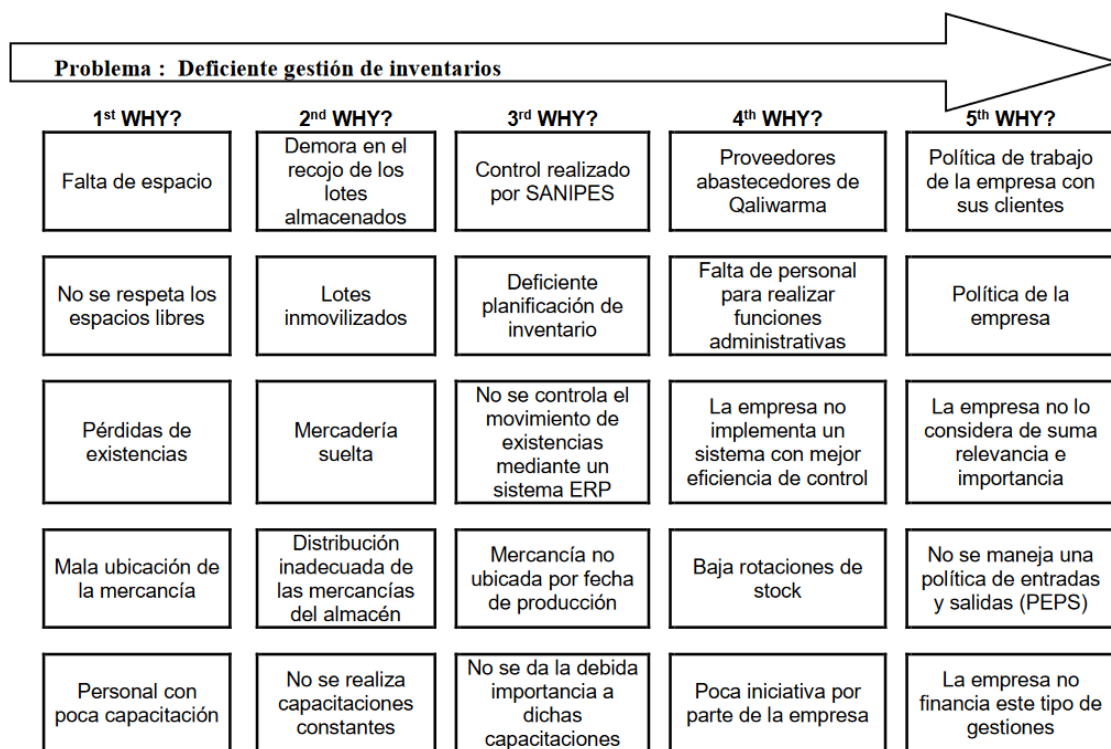 Problema : Deficiente gestión de inventarios
1st WHY?
2nd WHY?
3rd WHY?
4th WHY?
5th WHY?
Falta de espacio
Demora en el
recojo de los
lotes
almacenados
Control realizado
por SANIPES
Proveedores
abastecedores de
Qaliwarma
Política de trabajo
de la empresa con
sus clientes
No se respeta los
espacios libres
Lotes
inmovilizados
Deficiente
planificación de
inventario
Falta de personal
para realizar
funciones
administrativas
Política de la
empresa
Pérdidas de
existencias
Mercadería
suelta
No se controla el
movimiento de
existencias
mediante un
sistema ERP
La empresa no
implementa un
sistema con mejor
eficiencia de control
La empresa no lo
considera de suma
relevancia e
importancia
Mala ubicación de
la mercancía
Distribución
inadecuada de
las mercancías
del almacén
Mercancía no
ubicada por fecha
de producción
Baja rotaciones de
stock
No se maneja una
política de entradas
y salidas (PEPS)
Personal con
poca capacitación
No se realiza
capacitaciones
constantes
No se da la debida
importancia a
dichas
capacitaciones
Poca iniciativa por
parte de la empresa
La empresa no
financia este tipo de
gestiones